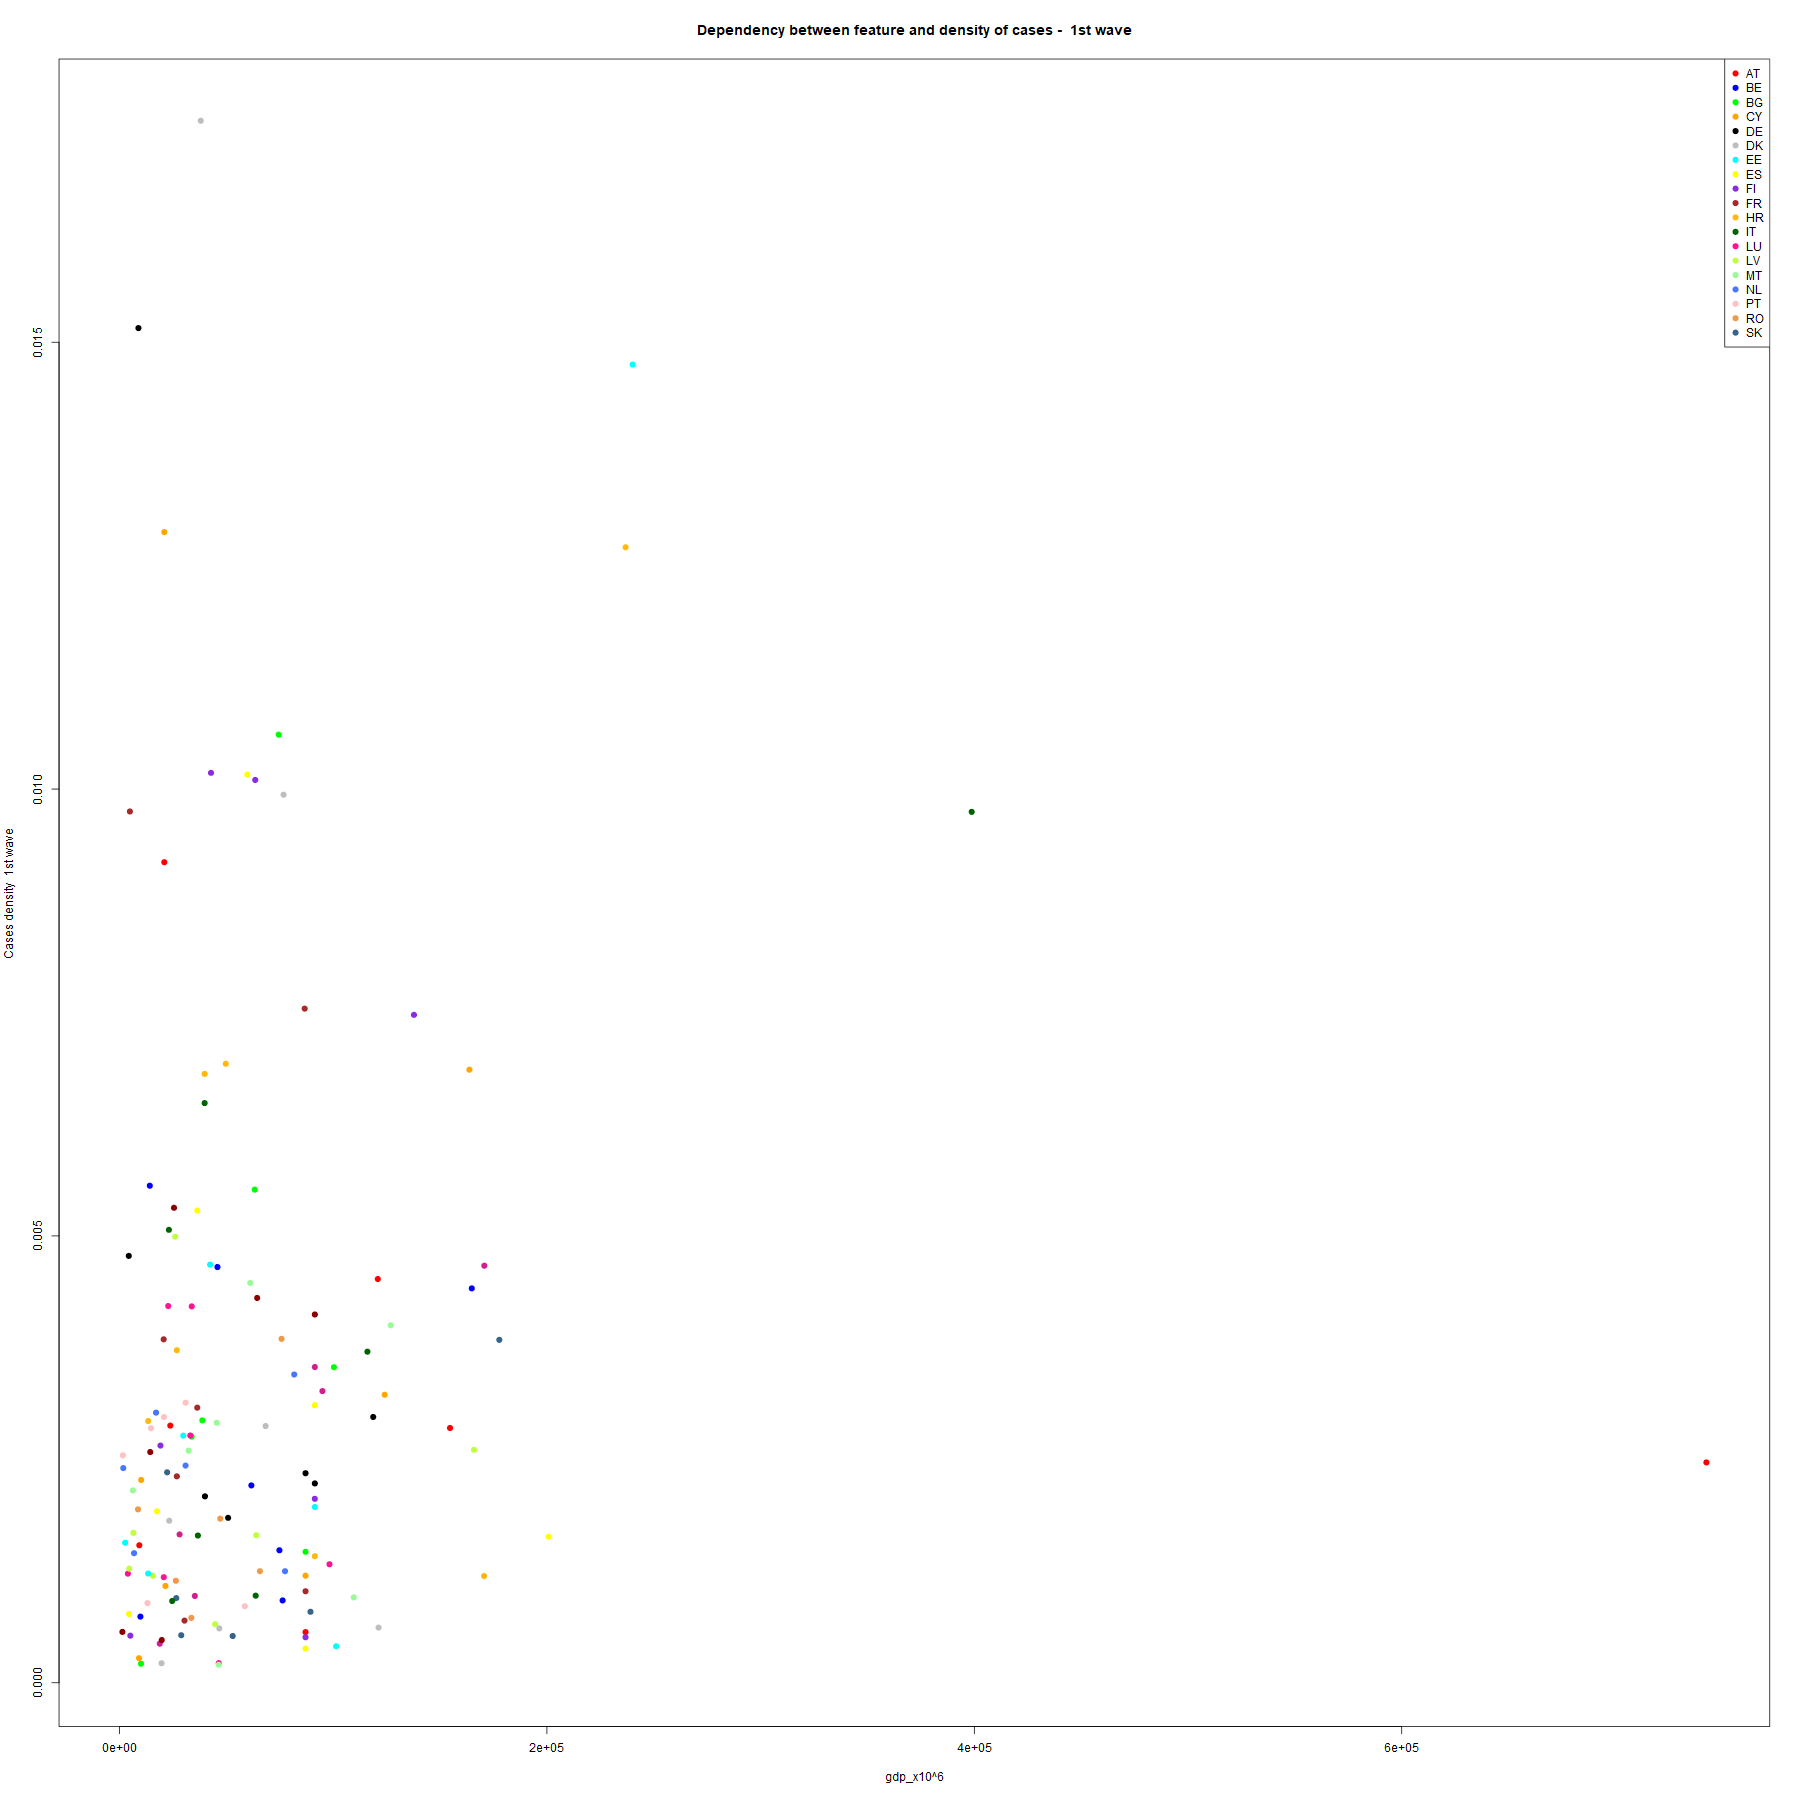 Dependency between feature and density of cases -  1st wave
AT
BE
BG
CY
DE
DK
EE
ES
FI
FR
HR
IT
LU
LV
MT
NL
PT
RO
SK
0.015
0.010
0.005
0.000
Cases density  1st wave
0e+00 2e+05 4e+05 6e+05
gdp_x10^6